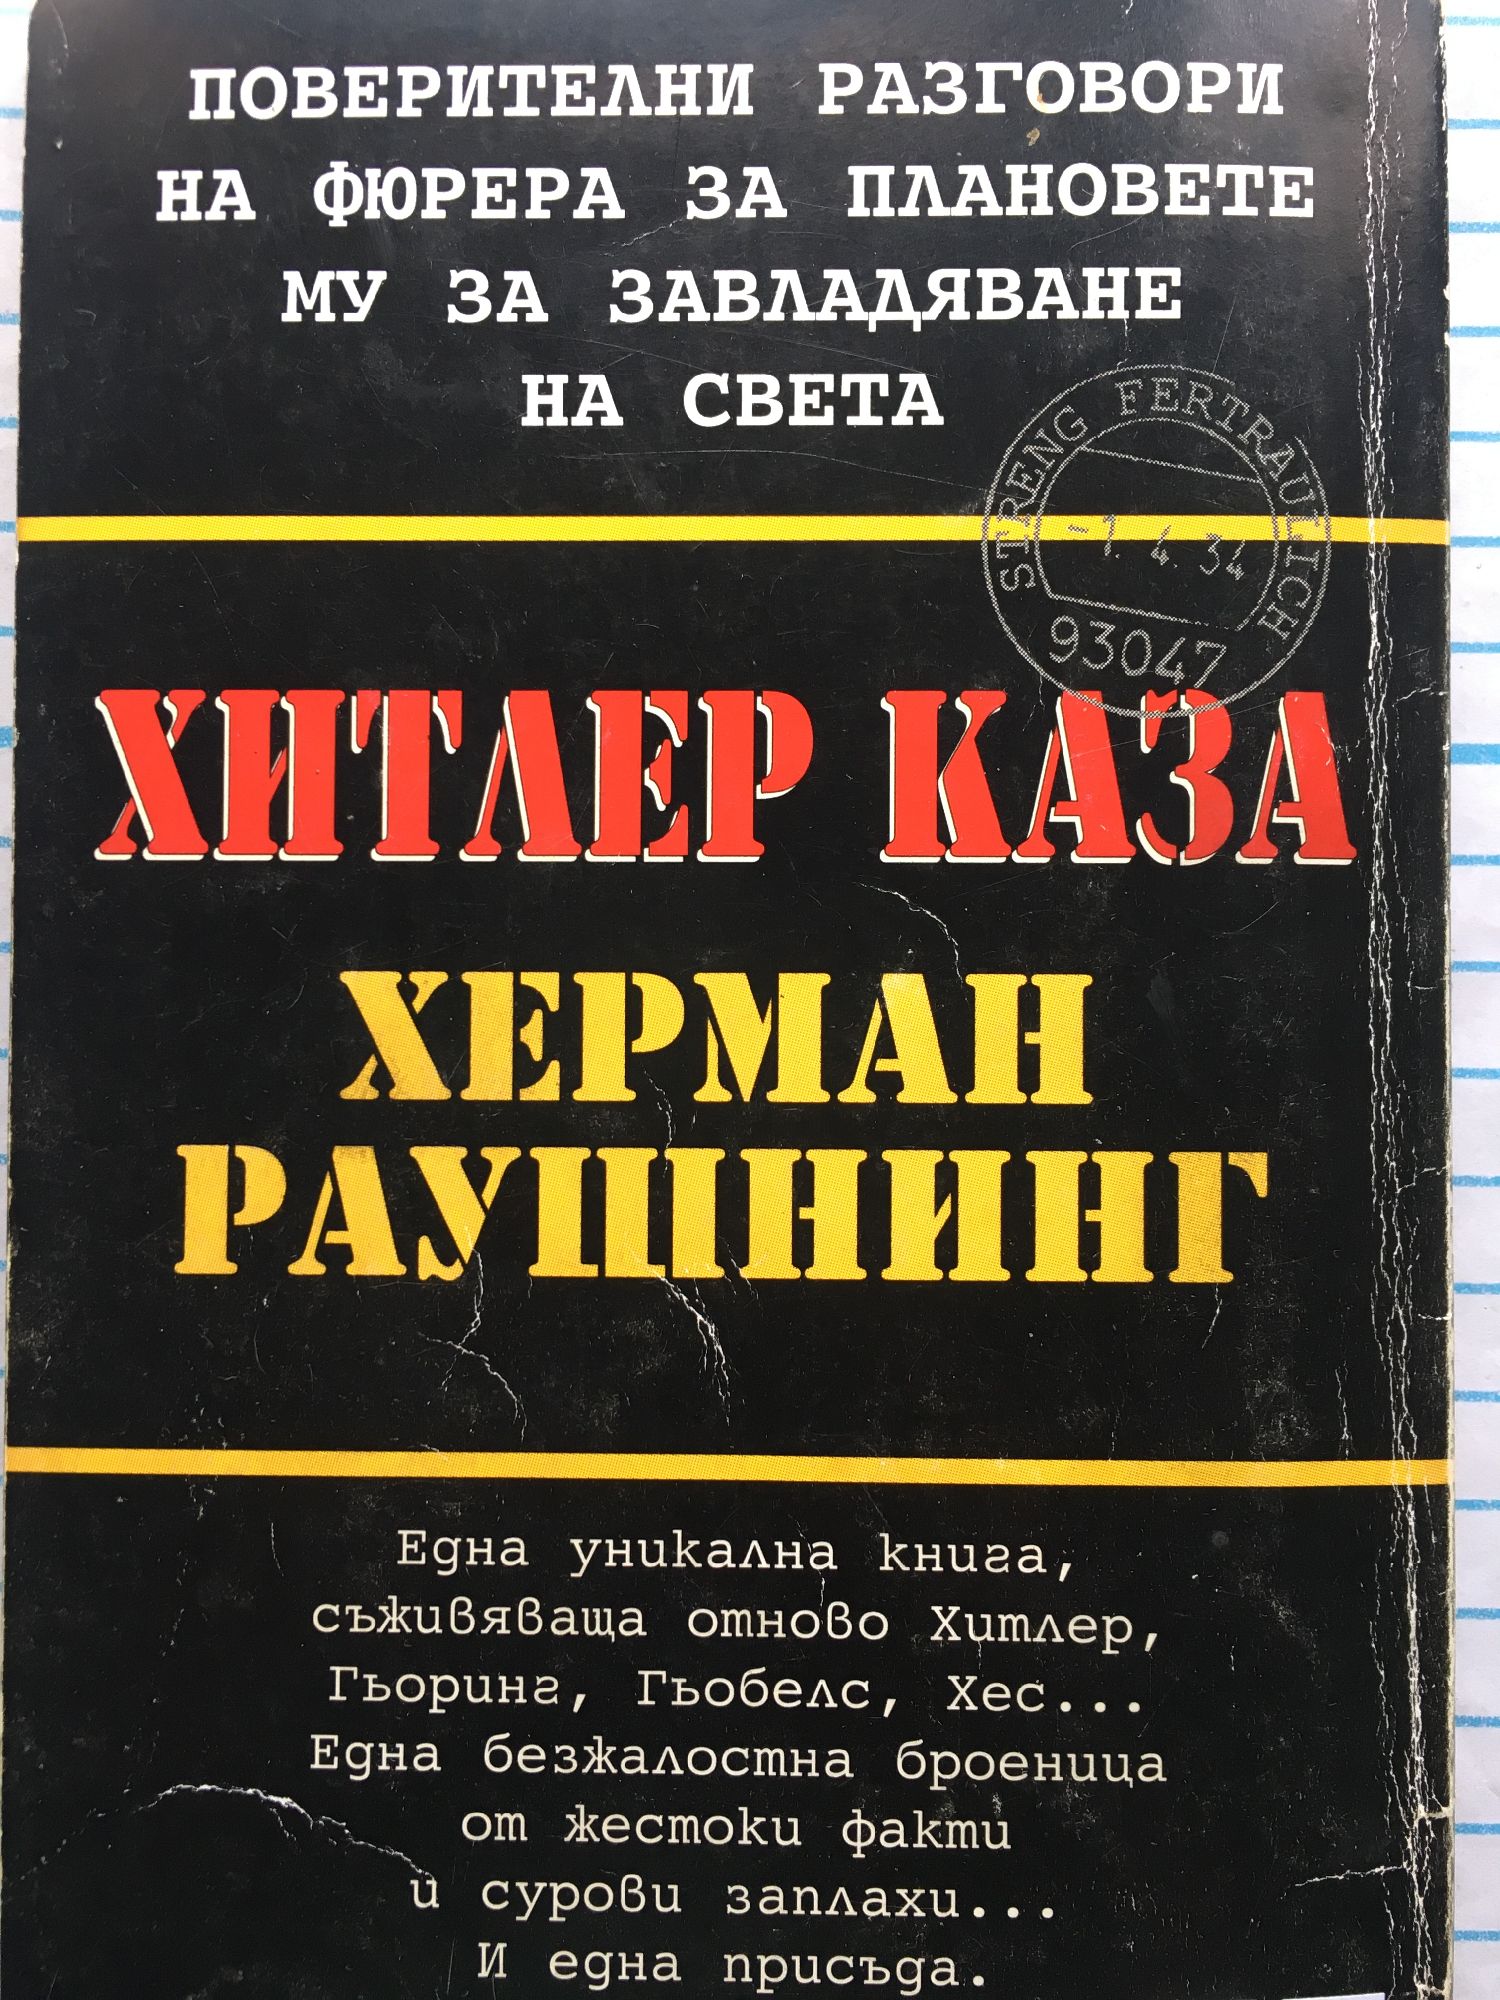 ПОВЕРИТЕЛНИ РАЗГОВОРИ
НА ФЮРЕРА ЗА ПЛАНОВЕТЕ
МУ ЗА ЗАВЛАДЯВАНЕ
НА СВЕТА
STRENG FERTRAULICH
-1. 4. 34
93047
ХИТЛЕР КАЗА
ХЕРМАН
РАУШНИНГ
Една уникална книга,
съживяваща отново Хитлер,
Гьоринг, Гьобелс, Хес...
Една безжалостна броеница
от жестоки факти
и сурови заплахи...
И една присъда.